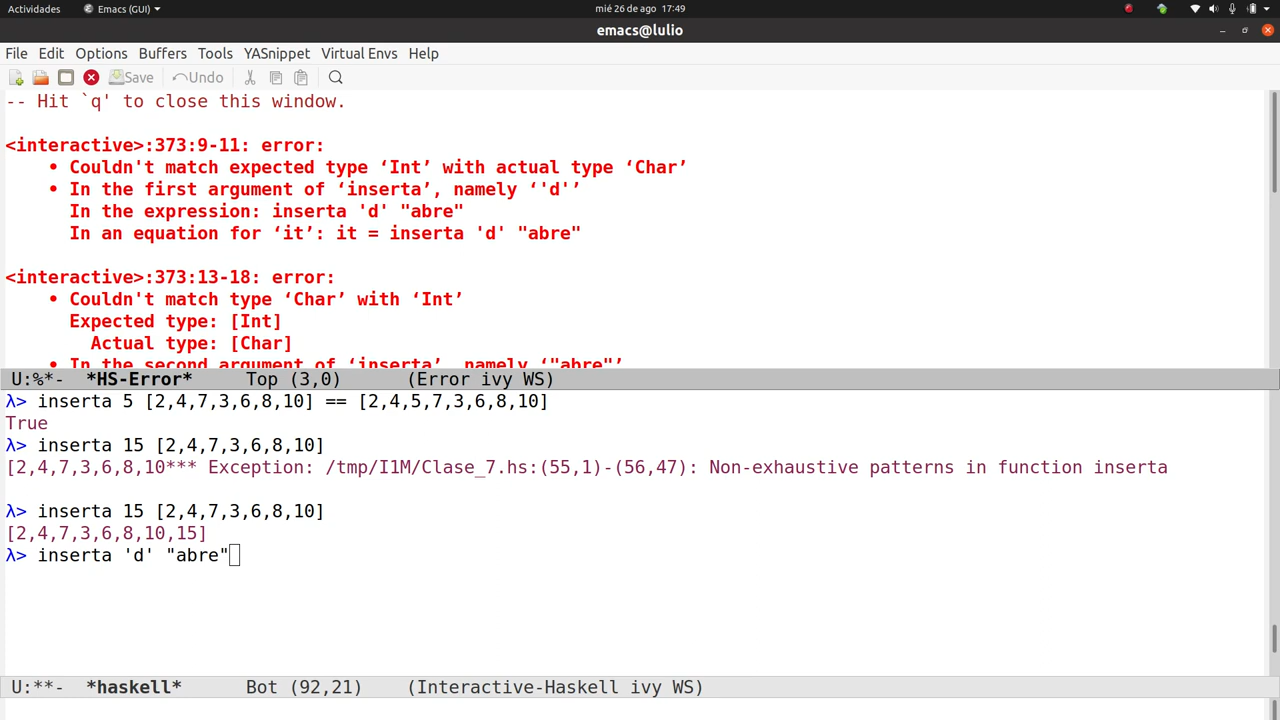 Actividades Emacs (GUI) mié 26 de ago 17:49
emacs@lulio
File Edit Options Buffers Tools YASnippet Virtual Envs Help
Save Undo
-- Hit `q' to close this window.
<interactive>:373:9-11: error:
• Couldn't match expected type ‘Int’ with actual type ‘Char’
• In the first argument of ‘inserta’, namely ‘'d'’
In the expression: inserta 'd' "abre"
In an equation for ‘it’: it = inserta 'd' "abre"
<interactive>:373:13-18: error:
• Couldn't match type ‘Char’ with ‘Int’
Expected type: [Int]
Actual type: [Char]
• In the second argument of ‘inserta’, namely ‘"abre"’
U:%*- *HS-Error* Top (3,0) (Error ivy WS)
λ> inserta 5 [2,4,7,3,6,8,10] == [2,4,5,7,3,6,8,10]
True
λ> inserta 15 [2,4,7,3,6,8,10]
[2,4,7,3,6,8,10*** Exception: /tmp/I1M/Clase_7.hs:(55,1)-(56,47): Non-exhaustive patterns in function inserta
λ> inserta 15 [2,4,7,3,6,8,10]
[2,4,7,3,6,8,10,15]
λ> inserta 'd' "abre"
U:**- *haskell* Bot (92,21) (Interactive-Haskell ivy WS)